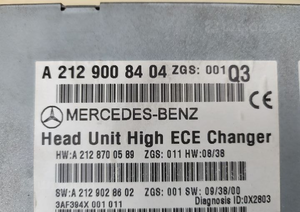 A 212 900 84 04 ZGS: 001 Q3
MERCEDES-BENZ
CE
Head Unit High ECE Changer
HW: A 212 870 05 89 ZGS: 011 HW: 08/38
SW: A 212 902 86 02 ZGS: 001 SW: 09/38/00
3AF394X 001 011 Diagnosis ID: 0X2803